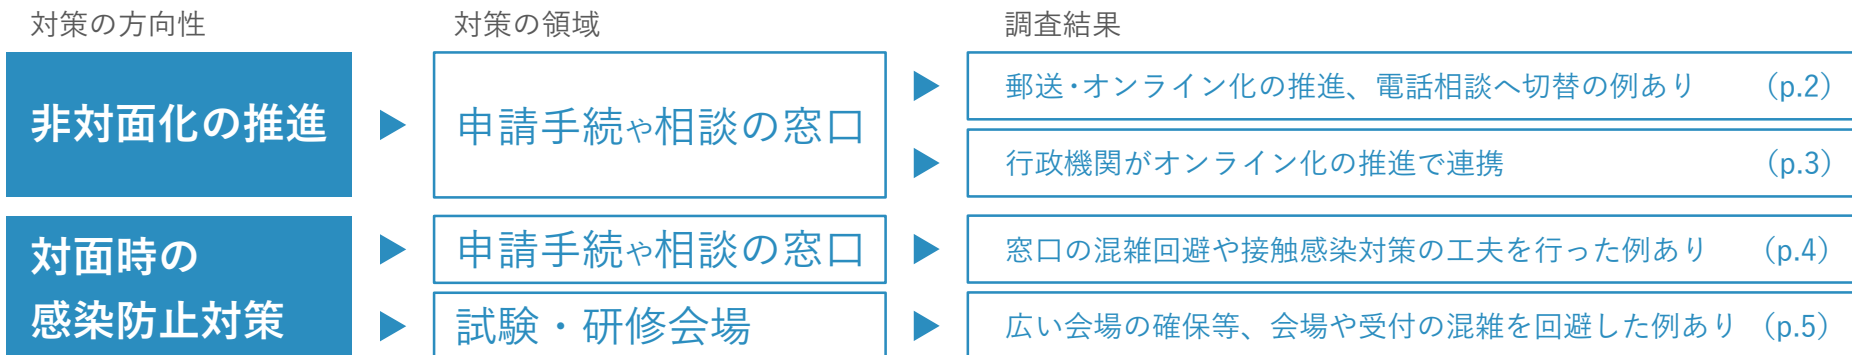 対策の方向性
対策の領域
調査結果
非対面化の推進
申請手続や相談の窓口
郵送・オンライン化の推進、電話相談へ切替の例あり (p.2)
行政機関がオンライン化の推進で連携 (p.3)
対面時の
感染防止対策
申請手続や相談の窓口
窓口の混雑回避や接触感染対策の工夫を行った例あり (p.4)
試験・研修会場
広い会場の確保等、会場や受付の混雑を回避した例あり (p.5)